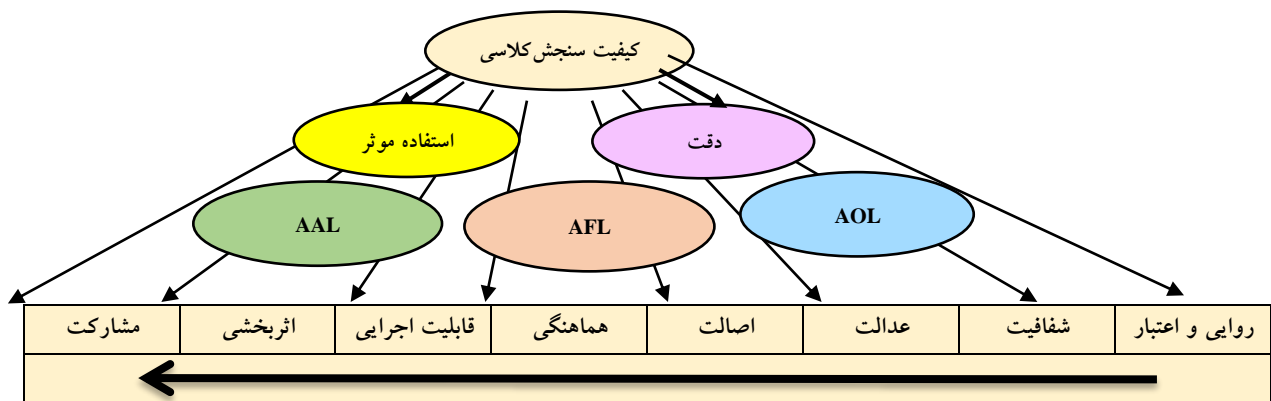 کیفیت سنجش کلاسی
دقت
استفاده موثر
AOL
AFL
AAL
روایی و اعتبار
شفافیت
عدالت
اصالت
هماهنگی
قابلیت اجرایی
اثربخشی
مشارکت